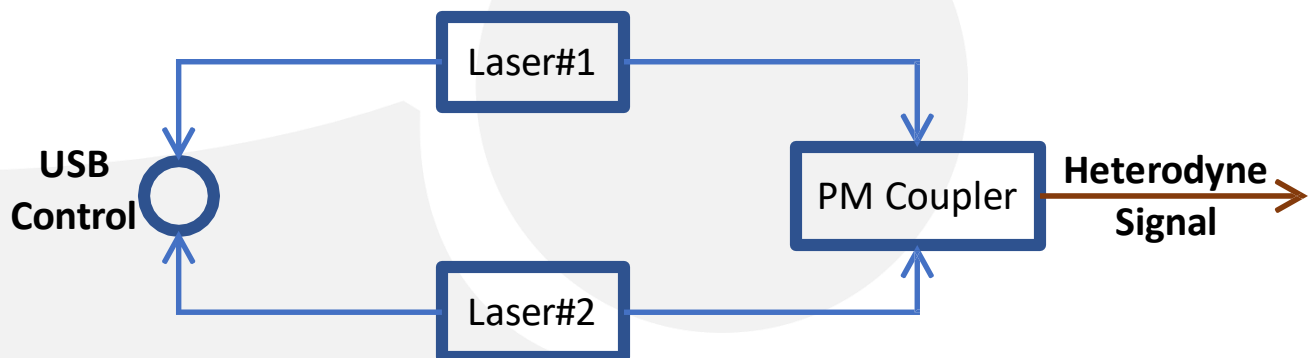 Laser#1
USB
Control
PM Coupler
Heterodyne
Signal
Laser#2